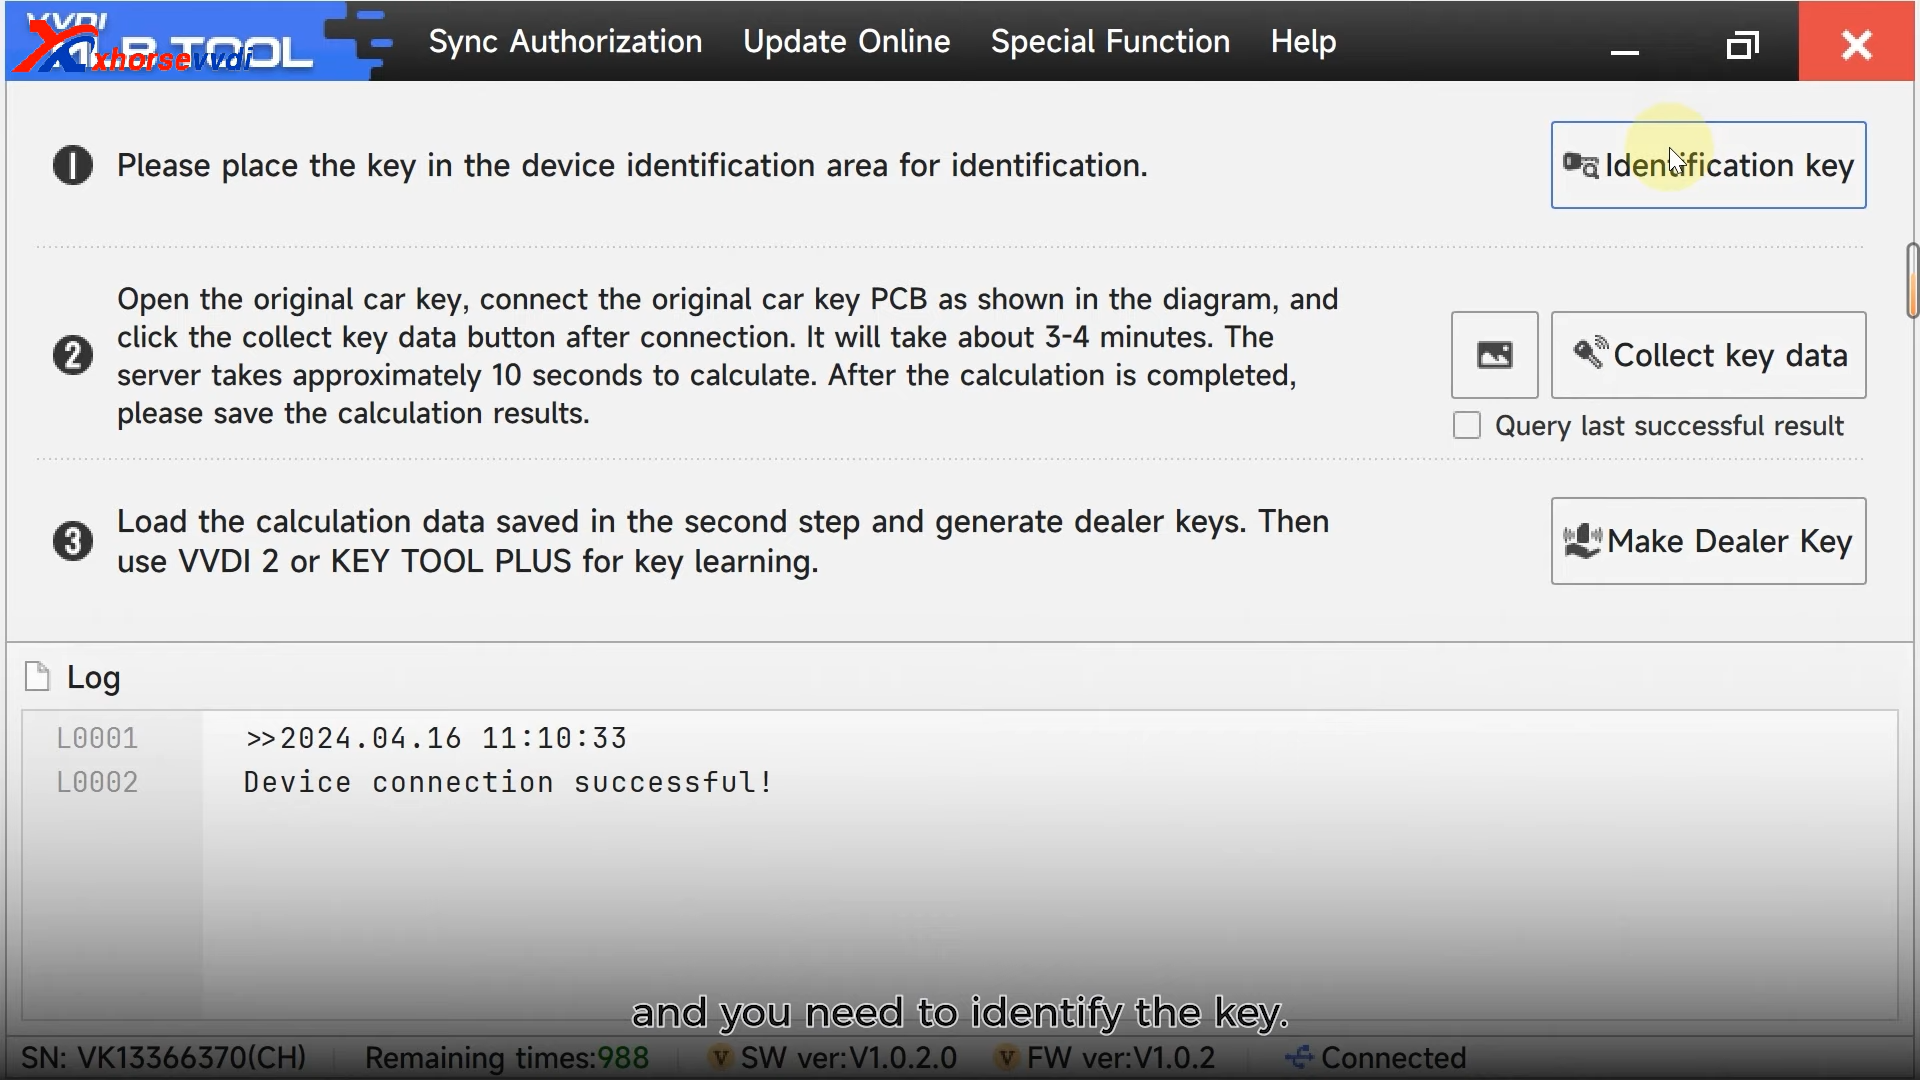 VVDI
xhorsevvdi
TOOL
Sync Authorization Update Online Special Function Help
1 Please place the key in the device identification area for identification.
Identification key
2 Open the original car key, connect the original car key PCB as shown in the diagram, and
click the collect key data button after connection. It will take about 3-4 minutes. The
server takes approximately 10 seconds to calculate. After the calculation is completed,
please save the calculation results.
Collect key data
Query last successful result
3 Load the calculation data saved in the second step and generate dealer keys. Then
use VVDI 2 or KEY TOOL PLUS for key learning.
Make Dealer Key
Log
L0001 >>2024.04.16 11:10:33
L0002 Device connection successful!
and you need to identify the key.
SN: VK13366370(CH) Remaining times:988 V SW ver:V1.0.2.0 V FW ver:V1.0.2 Connected